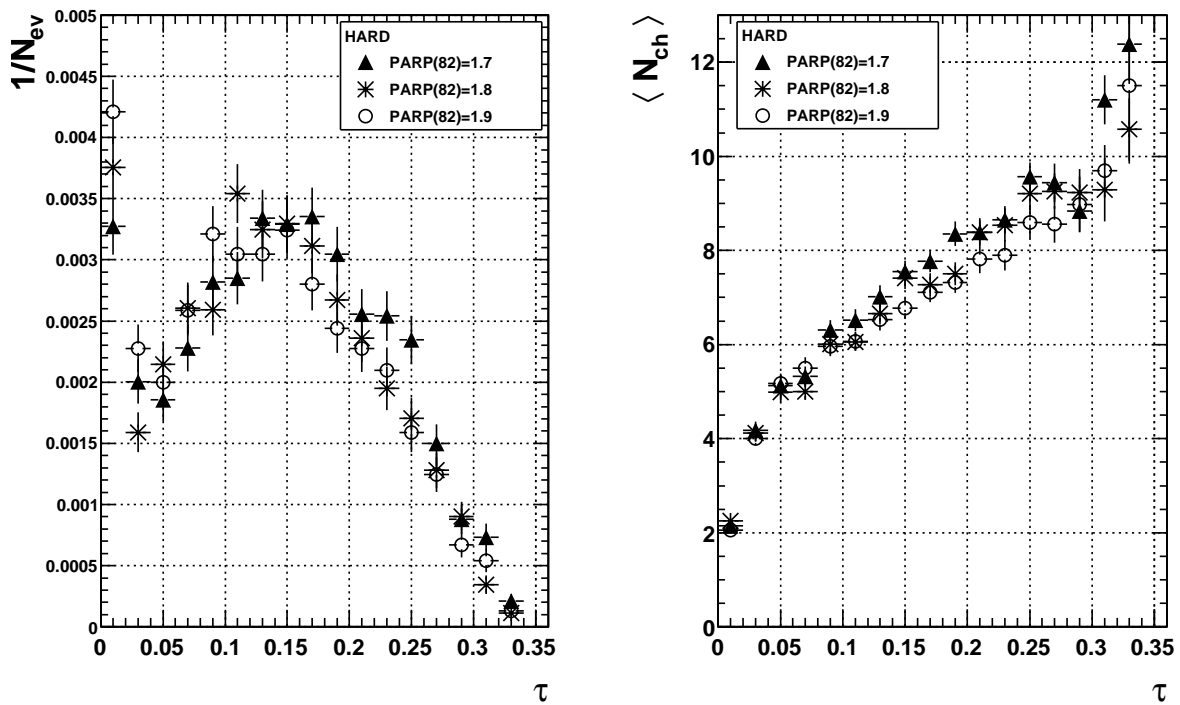 1/N_ev
0.005
0.0045
0.004
0.0035
0.003
0.0025
0.002
0.0015
0.001
0.0005
0
HARD
PARP(82)=1.7
PARP(82)=1.8
PARP(82)=1.9
0 0.05 0.1 0.15 0.2 0.25 0.3 0.35
τ
⟨ N_ch ⟩
12
10
8
6
4
2
0
HARD
PARP(82)=1.7
PARP(82)=1.8
PARP(82)=1.9
0 0.05 0.1 0.15 0.2 0.25 0.3 0.35
τ